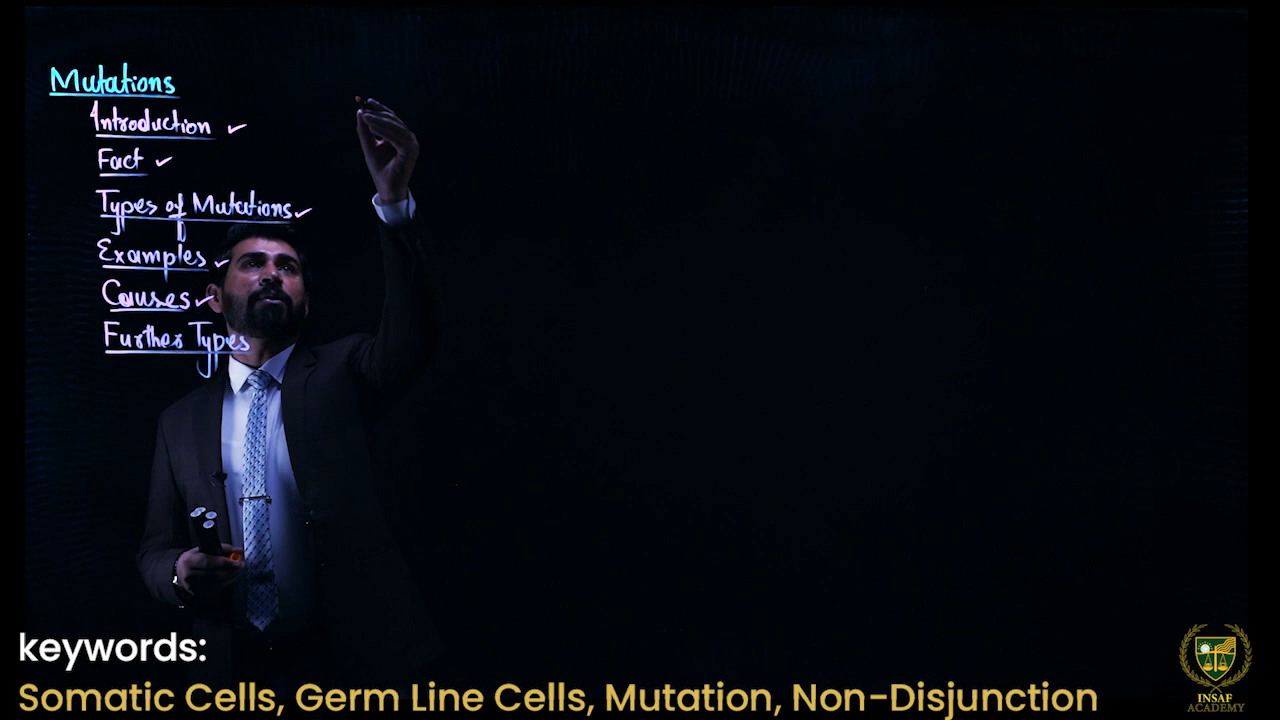 Mutations
Introduction ✓
Fact ✓
Types of Mutations ✓
Examples ✓
Causes ✓
Further Types
keywords:
Somatic Cells, Germ Line Cells, Mutation, Non-Disjunction
INSAF
ACADEMY